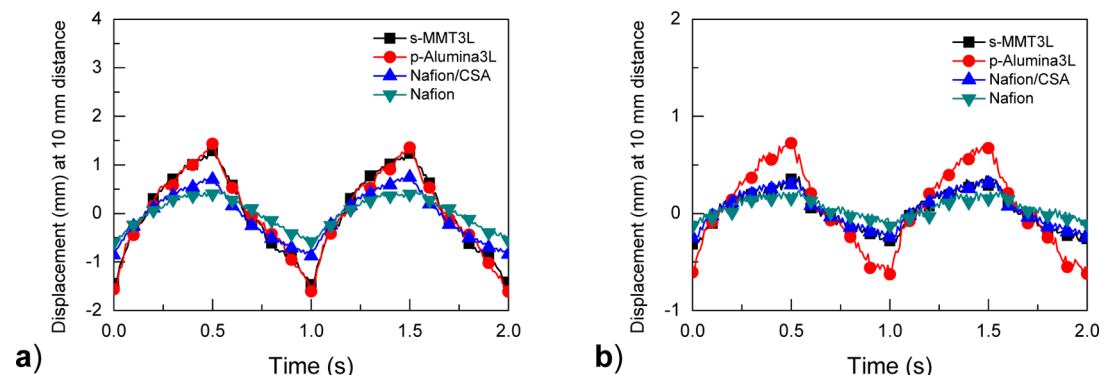 Displacement (mm) at 10 mm distance
4
3
2
1
0
-1
-2
s-MMT3L
p-Alumina3L
Nafion/CSA
Nafion
0.0 0.5 1.0 1.5 2.0
a) Time (s)
Displacement (mm) at 10 mm distance
2
1
0
-1
s-MMT3L
p-Alumina3L
Nafion/CSA
Nafion
0.0 0.5 1.0 1.5 2.0
b) Time (s)